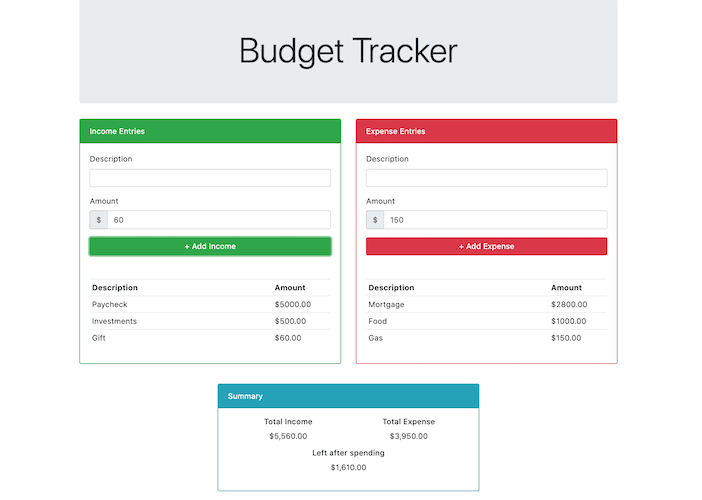 Budget Tracker
Income Entries
Description
Amount
$ 60
+ Add Income
Description Amount
Paycheck $5000.00
Investments $500.00
Gift $60.00
Expense Entries
Description
Amount
$ 150
+ Add Expense
Description Amount
Mortgage $2800.00
Food $1000.00
Gas $150.00
Summary
Total Income Total Expense
$5,560.00 $3,950.00
Left after spending
$1,610.00